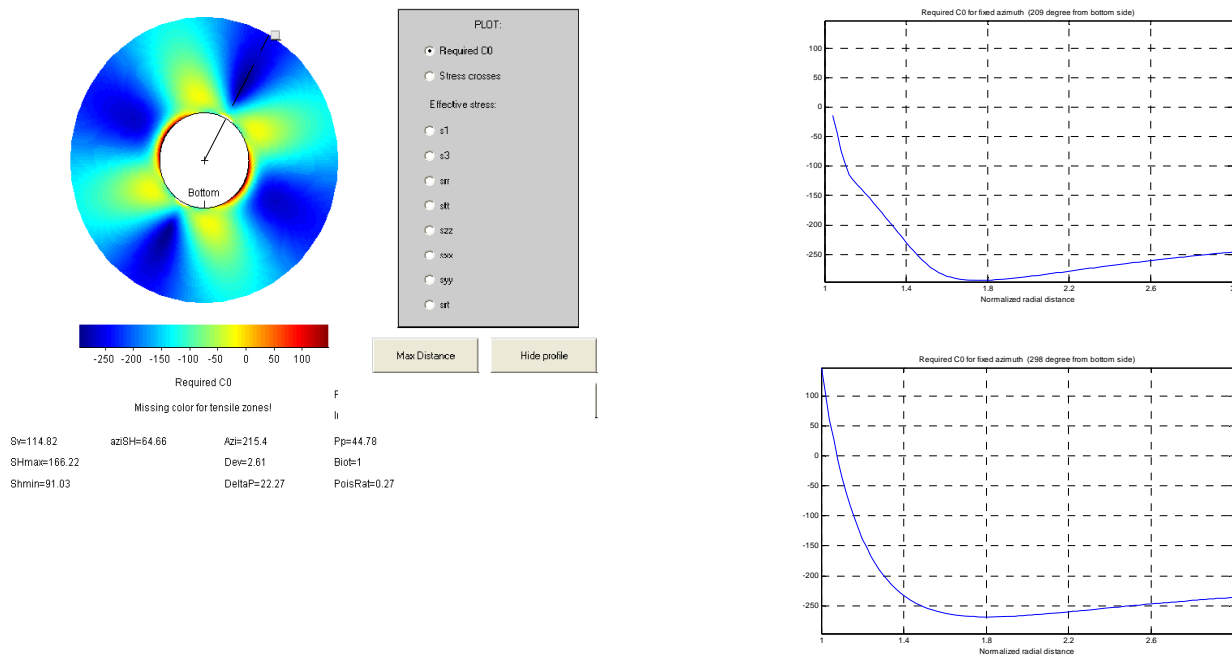 Bottom
-250 -200 -150 -100 -50 0 50 100
Required C0
Missing color for tensile zones!
Sv=114.82 aziSH=64.66 Azi=215.4 Pp=44.78
SHmax=166.22 Dev=2.61 Biot=1
Shmin=91.03 DeltaP=22.27 PoisRat=0.27
PLOT:
Required C0
Stress crosses
Effective stress:
s1
s3
srr
stt
szz
sxx
syy
srt
Max Distance
Hide profile
Required C0 for fixed azimuth (209 degree from bottom side)
100
50
0
-50
-100
-150
-200
-250
1 1.4 1.8 2.2 2.6
Normalized radial distance
Required C0 for fixed azimuth (298 degree from bottom side)
100
50
0
-50
-100
-150
-200
-250
1.4 1.8 2.2 2.6
Normalized radial distance